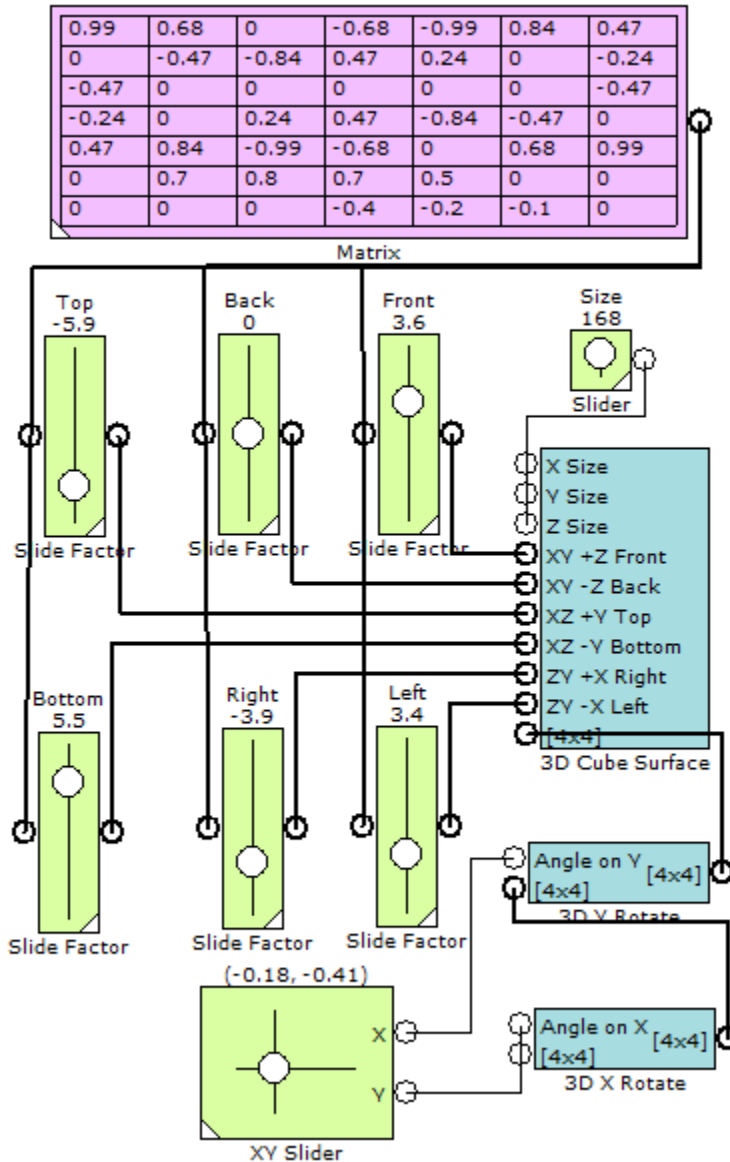 0.99 0.68 0 -0.68 -0.99 0.84 0.47
0 -0.47 -0.84 0.47 0.24 0 -0.24
-0.47 0 0 0 0 0 -0.47
-0.24 0 0.24 0.47 -0.84 -0.47 0
0.47 0.84 -0.99 -0.68 0 0.68 0.99
0 0.7 0.8 0.7 0.5 0 0
0 0 0 -0.4 -0.2 -0.1 0
Matrix
Top
-5.9
Slide Factor
Back
0
Slide Factor
Front
3.6
Slide Factor
Size
168
Slider
X Size
Y Size
Z Size
XY +Z Front
XY -Z Back
XZ +Y Top
XZ -Y Bottom
ZY +X Right
ZY -X Left
[4x4]
3D Cube Surface
Bottom
5.5
Slide Factor
Right
-3.9
Slide Factor
Left
3.4
Slide Factor
Angle on Y [4x4]
[4x4]
3D Y Rotate
(-0.18, -0.41)
X
Y
XY Slider
Angle on X [4x4]
[4x4]
3D X Rotate